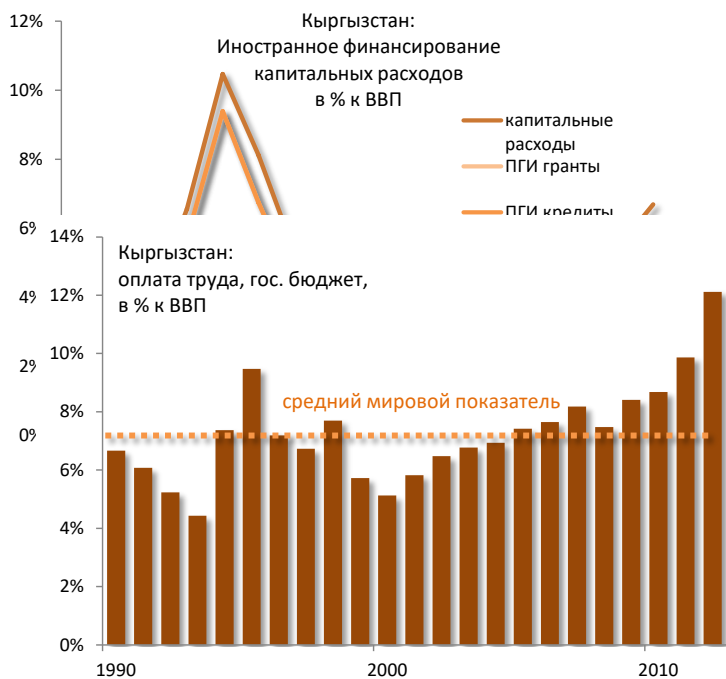 12%
Кыргызстан:
Иностранное финансирование
капитальных расходов
в % к ВВП
10%
капитальные
расходы
8%
ПГИ гранты
6%
ПГИ кредиты
14%
Кыргызстан:
оплата труда, гос. бюджет,
в % к ВВП
4%
12%
10%
2%
средний мировой показатель
8%
0%
6%
4%
2%
0%
1990
2000
2010